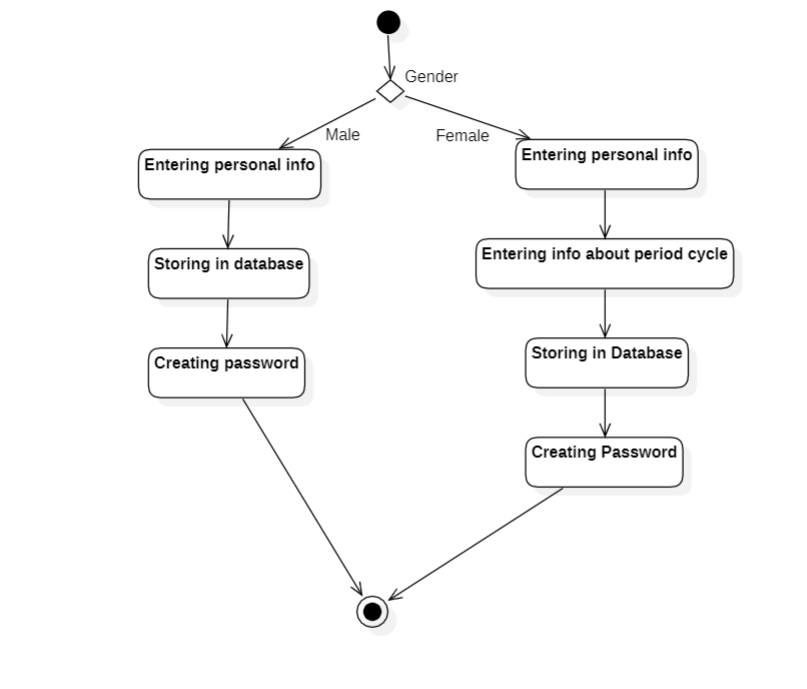 Gender
Male
Female
Entering personal info
Entering personal info
Storing in database
Entering info about period cycle
Creating password
Storing in Database
Creating Password